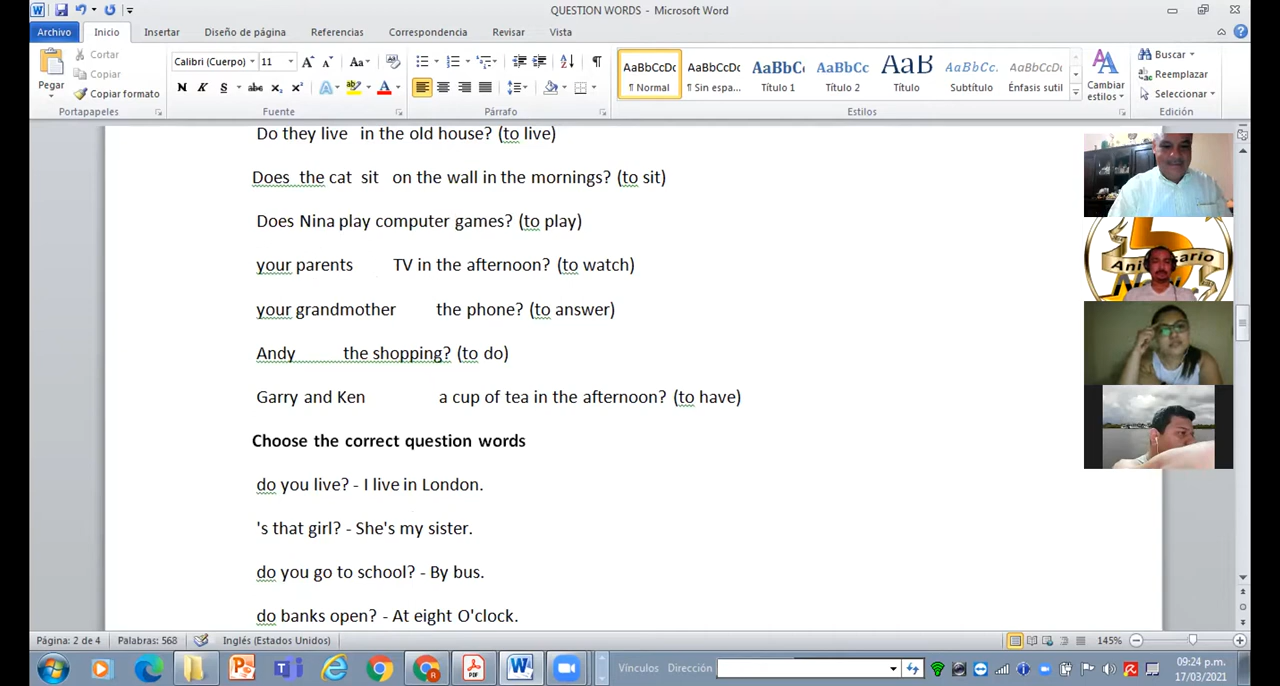 QUESTION WORDS - Microsoft Word
Archivo Inicio Insertar Diseño de página Referencias Correspondencia Revisar Vista
Pegar
Cortar
Copiar
Copiar formato
Portapapeles
Calibri (Cuerpo) 11
Fuente
Párrafo
AaBbCcDc AaBbCcDc AaBbC AaBbCc AaB AaBbCc. AaBbCcDc
¶ Normal ¶ Sin espa... Título 1 Título 2 Título Subtítulo Énfasis sutil
Estilos
Cambiar estilos
Buscar
Reemplazar
Seleccionar
Edición
Do they live in the old house? (to live)
Does the cat sit on the wall in the mornings? (to sit)
Does Nina play computer games? (to play)
your parents TV in the afternoon? (to watch)
your grandmother the phone? (to answer)
Andy the shopping? (to do)
Garry and Ken a cup of tea in the afternoon? (to have)
Choose the correct question words
do you live? - I live in London.
's that girl? - She's my sister.
do you go to school? - By bus.
do banks open? - At eight O'clock.
Página: 2 de 4 Palabras: 568 Inglés (Estados Unidos) 145%
Vínculos Dirección
09:24 p.m.
17/03/2021